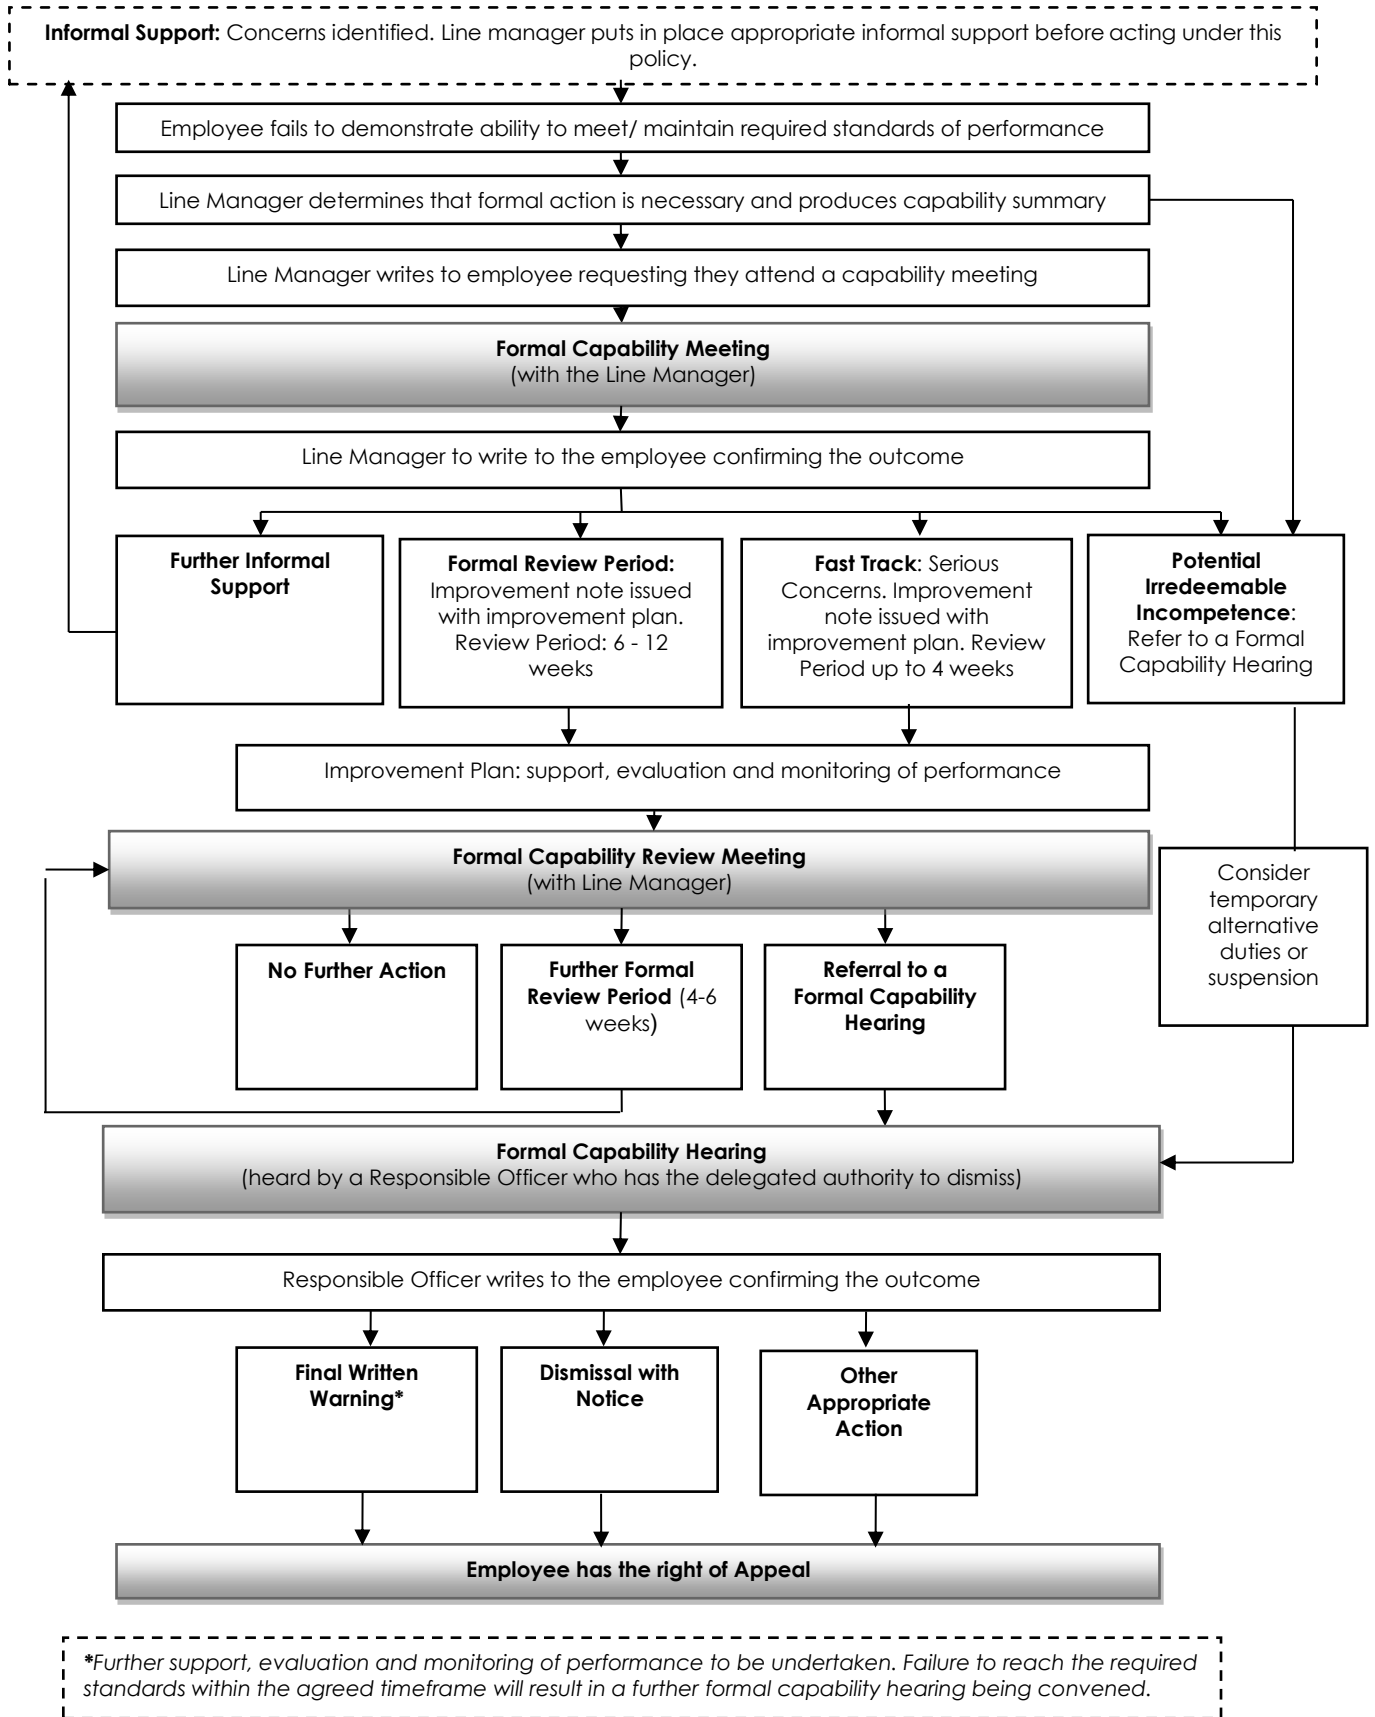 Informal Support: Concerns identified. Line manager puts in place appropriate informal support before acting under this
policy.
Employee fails to demonstrate ability to meet/ maintain required standards of performance
Line Manager determines that formal action is necessary and produces capability summary
Line Manager writes to employee requesting they attend a capability meeting
Formal Capability Meeting
(with the Line Manager)
Line Manager to write to the employee confirming the outcome
Further Informal
Support
Formal Review Period:
Improvement note issued
with improvement plan.
Review Period: 6 - 12
weeks
Fast Track: Serious
Concerns. Improvement
note issued with
improvement plan. Review
Period up to 4 weeks
Potential
Irredeemable
Incompetence:
Refer to a Formal
Capability Hearing
Improvement Plan: support, evaluation and monitoring of performance
Formal Capability Review Meeting
(with Line Manager)
Consider
temporary
alternative
duties or
suspension
No Further Action
Further Formal
Review Period (4-6
weeks)
Referral to a
Formal Capability
Hearing
Formal Capability Hearing
(heard by a Responsible Officer who has the delegated authority to dismiss)
Responsible Officer writes to the employee confirming the outcome
Final Written
Warning*
Dismissal with
Notice
Other
Appropriate
Action
Employee has the right of Appeal
*Further support, evaluation and monitoring of performance to be undertaken. Failure to reach the required
standards within the agreed timeframe will result in a further formal capability hearing being convened.